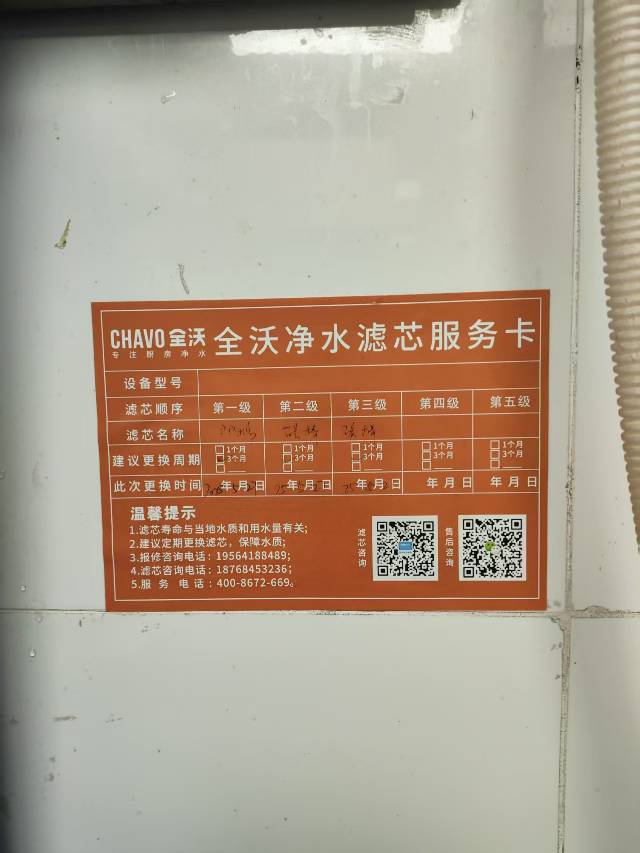 CHAVO 全沃
专注厨房净水
全沃净水滤芯服务卡
设备型号
滤芯顺序 第一级 第二级 第三级 第四级 第五级
滤芯名称
建议更换周期 1个月 1个月 1个月 1个月 1个月
3个月 3个月 3个月 3个月 3个月
此次更换时间 年 月 日 年 月 日 年 月 日 年 月 日 年 月 日
温馨提示
1.滤芯寿命与当地水质和用水量有关;
2.建议定期更换滤芯，保障水质;
3.报修咨询电话: 19564188489;
4.滤芯咨询电话: 18768453236;
5.服务电话: 400-8672-669。
滤芯咨询
售后咨询